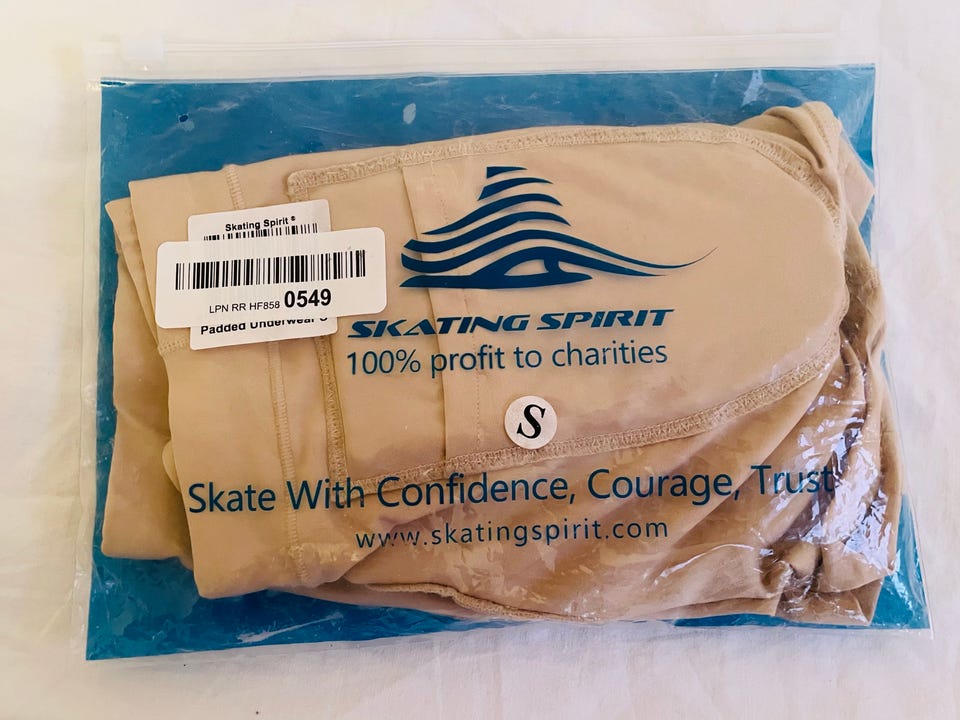 Skating Spirit®
LPN RR HF858 0549
Padded Underwear S
SKATING SPIRIT
100% profit to charities
S
Skate With Confidence, Courage, Trust
www.skatingspirit.com